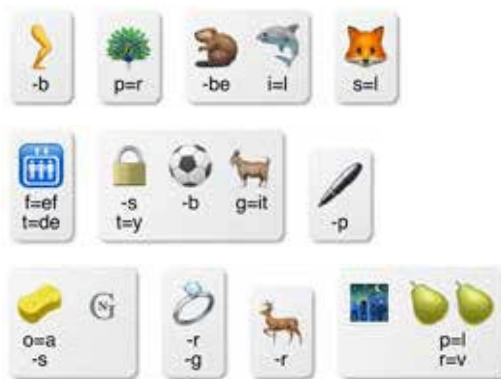 -b p=r -be i=l s=l
f=ef -s -b g=it
t=de t=y -p
o=a -r p=l
-s -g -r r=v